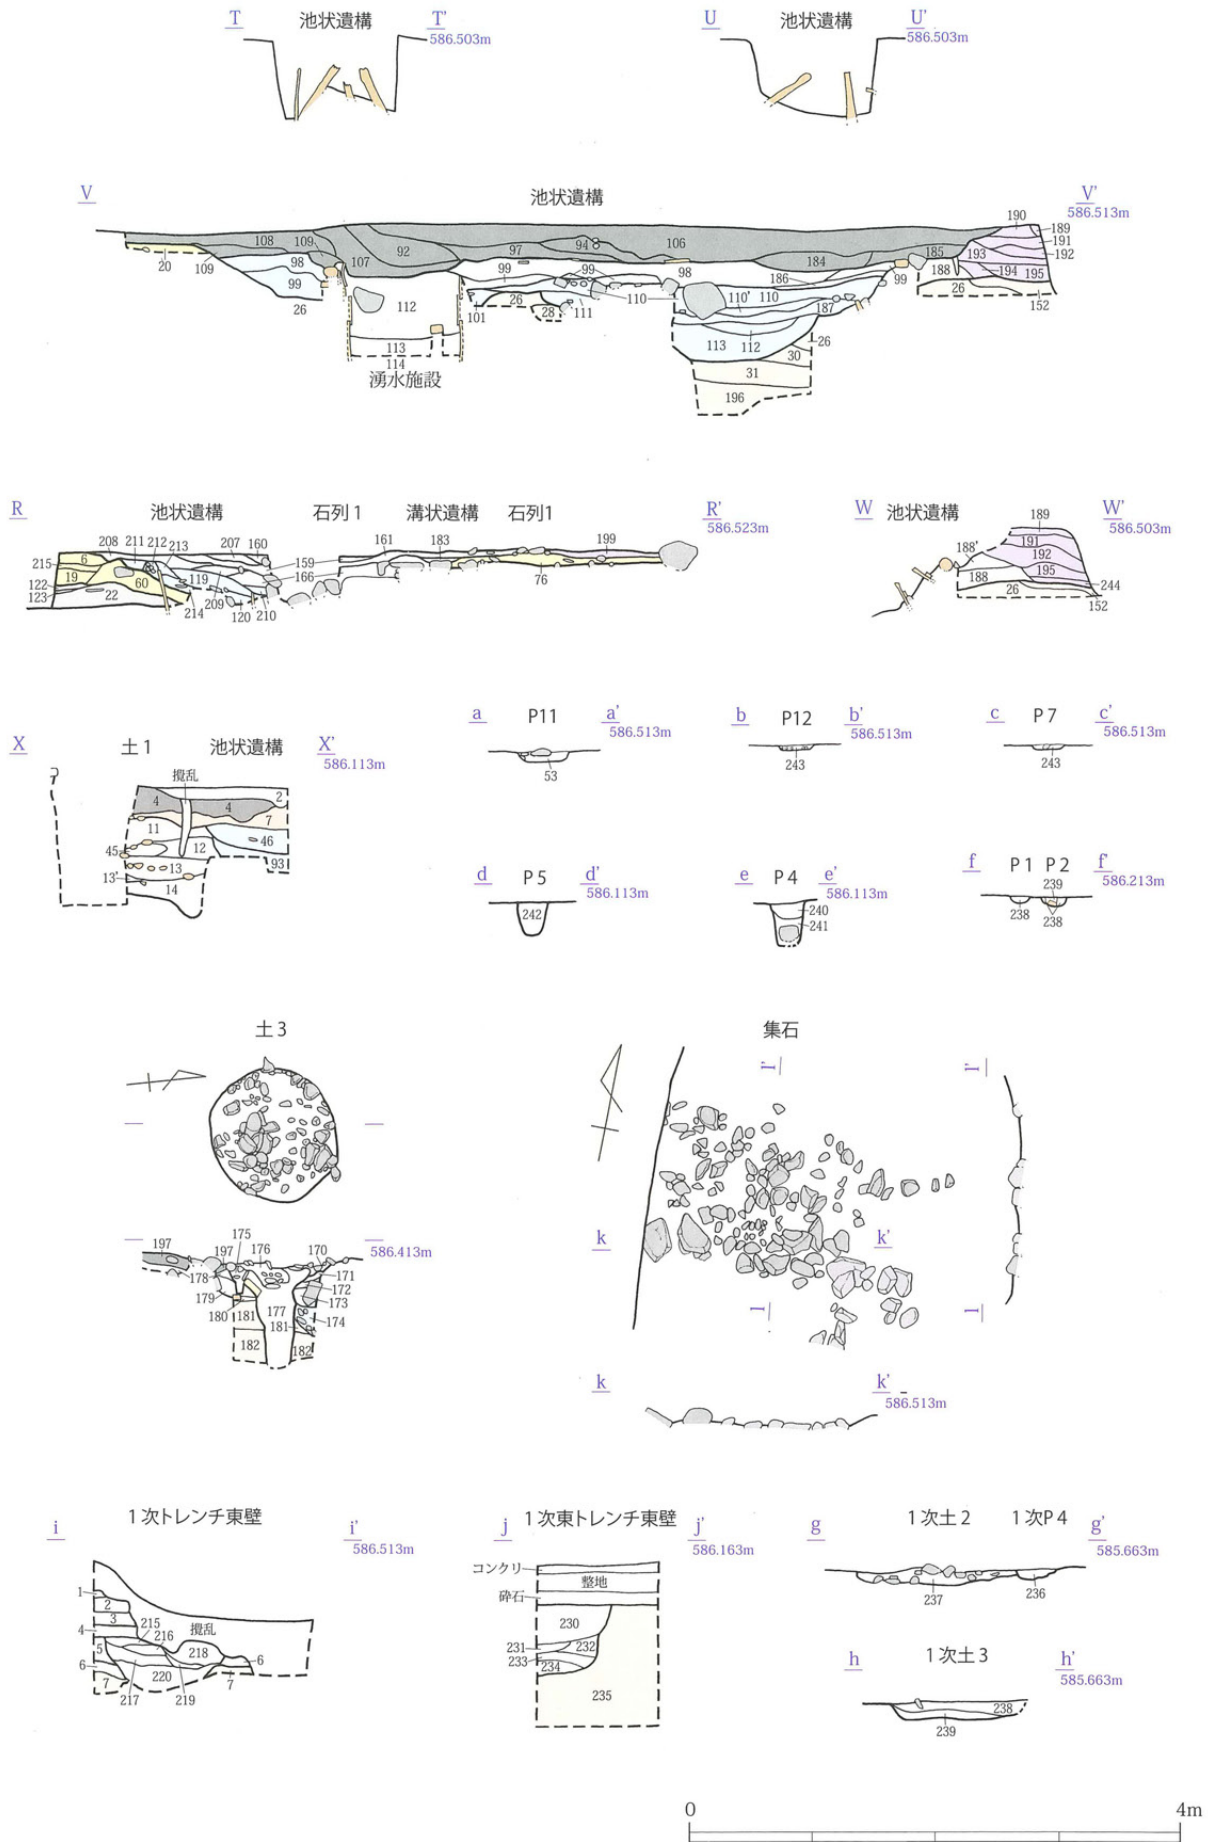 T 池状遺構 T' 586.503m
U 池状遺構 U' 586.503m
V 池状遺構 V' 586.513m
190
189
191
192
108 109 107 92 97 94 106 184 185 193
20 109 98 99 26 99 99 98 186 99 188 194 195
112 101 26 28 111 110 110' 110 187 26 152
113 114 113 112 26 30
湧水施設
31
196
R 池状遺構 石列1 溝状遺構 石列1 R' 586.523m
208 211 212 213 207 160 161 183 199
215 6 159
19 60 119 166 76
122 123 22 214 209 120 210
W 池状遺構 W' 586.503m
189
188' 191
192
188 195
26 244
152
X 土1 池状遺構 X' 586.113m
攪乱
4 4 2
11 7
45 12 46
13 93
13' 14
a P11 a' 586.513m
53
b P12 b' 586.513m
243
c P7 c' 586.513m
243
d P5 d' 586.113m
242
e P4 e' 586.113m
240
241
f P1 P2 f' 586.213m
239
238 238
土3
586.413m
197 175 197 176 170
178 171
179 172
180 181 177 173
181 174
182 182
集石
l' l'
k k'
l l
k k' 586.513m
1次トレンチ東壁
i i' 586.513m
1
2
3 215
4 216 攪乱
5 218
6 6
7 217 220 219 7
1次東トレンチ東壁
j j' 586.163m
コンクリ
整地
砕石
230
231 232
233
234
235
g 1次土2 1次P4 g' 585.663m
237 236
h 1次土3 h' 585.663m
238
239
0 4m